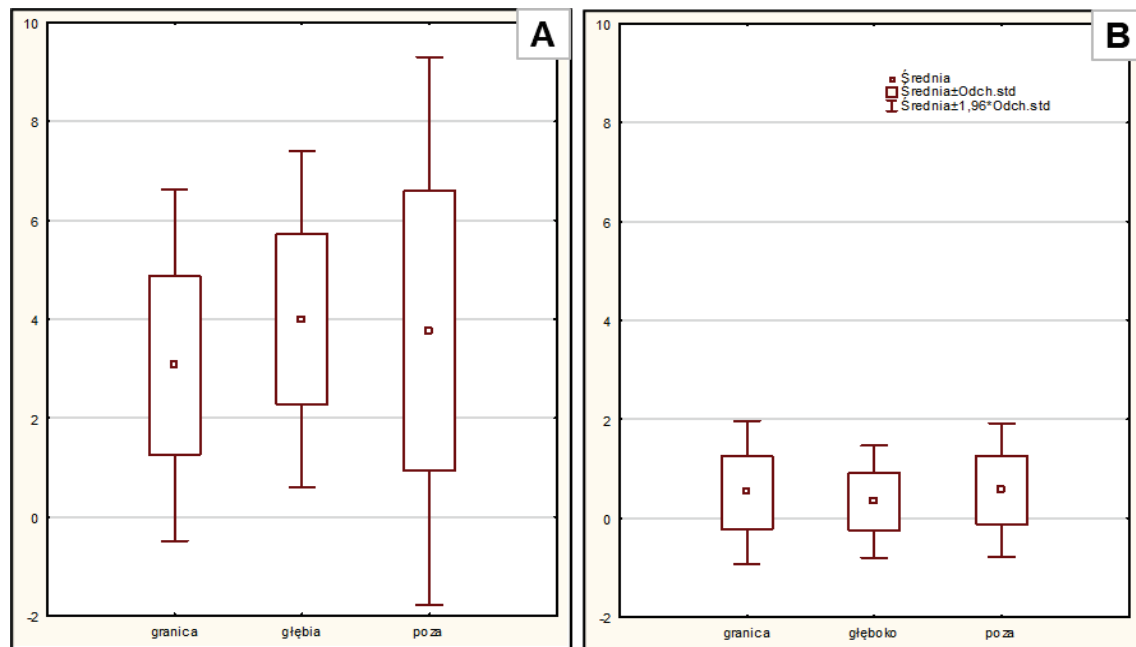 A
10
8
6
4
2
0
-2
granica głębia poza
B
Średnia
Średnia±Odch.std
Średnia±1,96*Odch.std
10
8
6
4
2
0
-2
granica głęboko poza